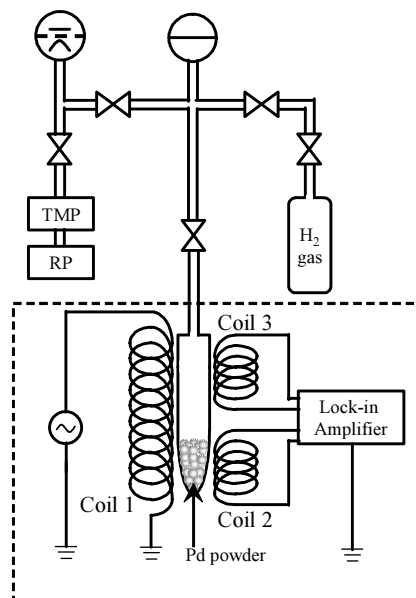 TMP
RP
H2
gas
Coil 3
Lock-in
Amplifier
Coil 1
Coil 2
Pd powder